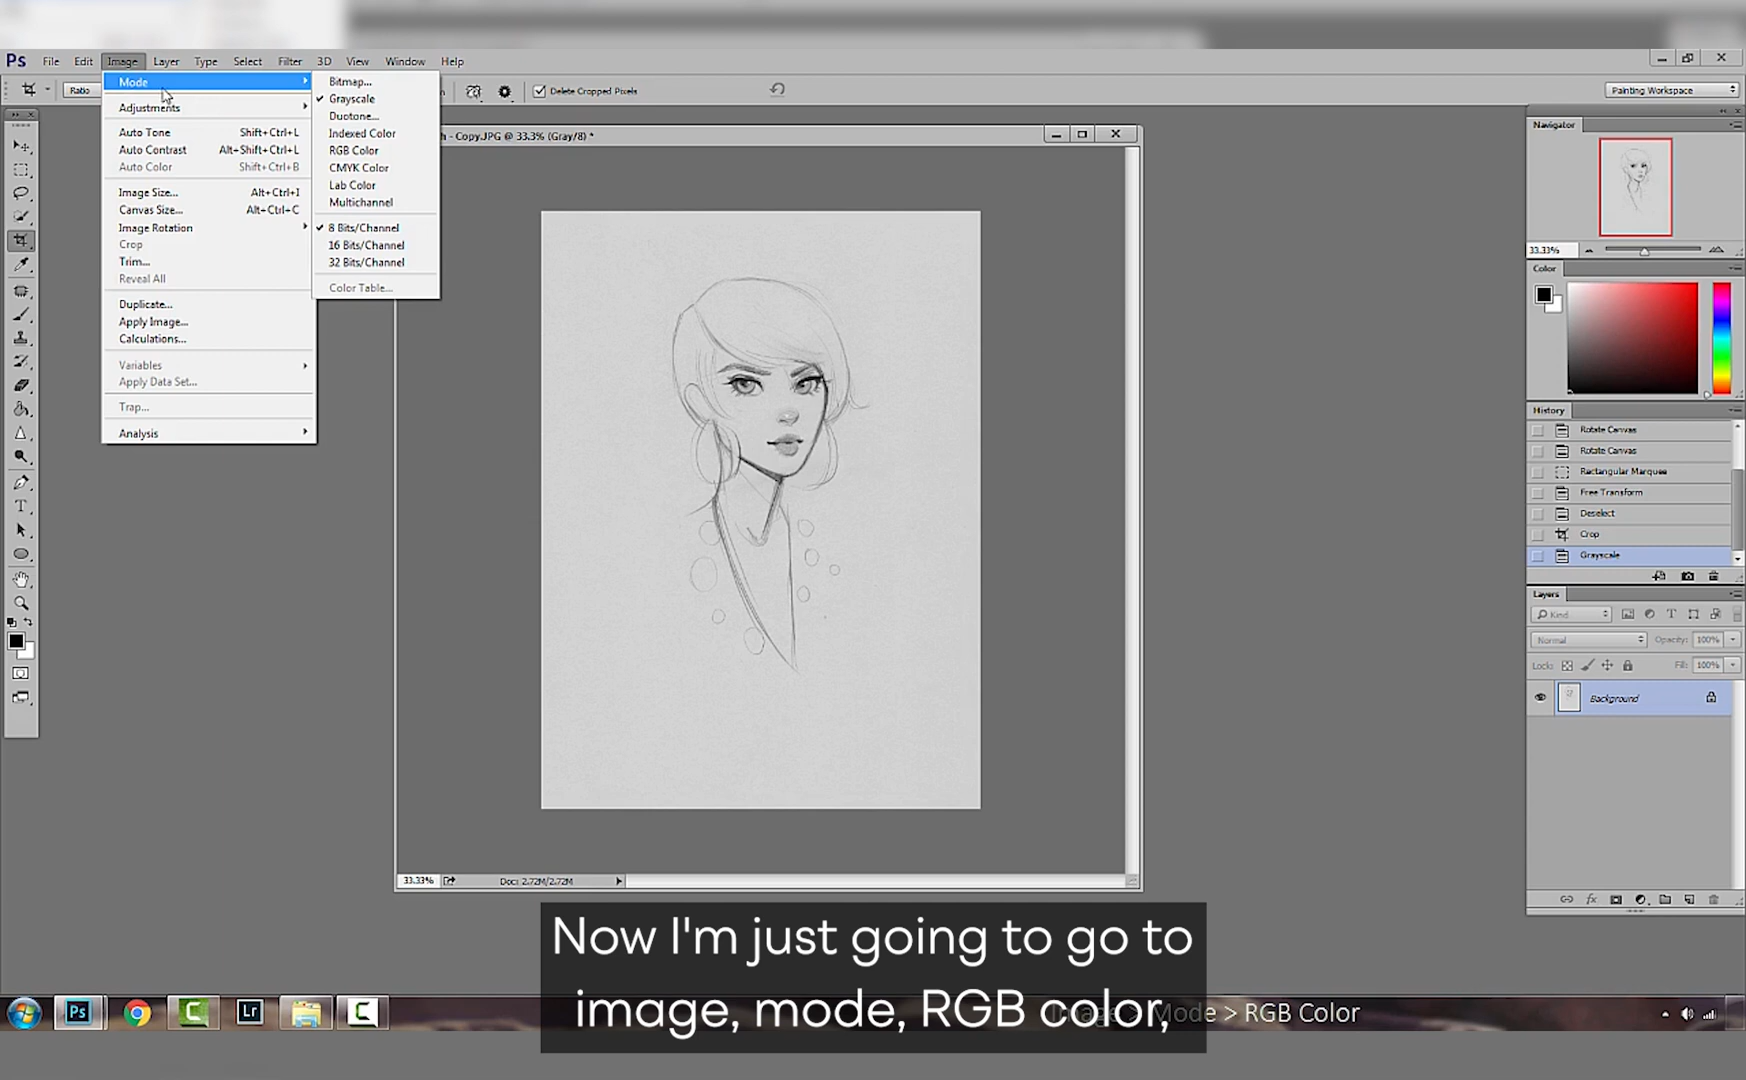 Ps File Edit Image Layer Type Select Filter 3D View Window Help
Ratio
Delete Cropped Pixels
Painting Workspace
Mode
Adjustments
Auto Tone Shift+Ctrl+L
Auto Contrast Alt+Shift+Ctrl+L
Auto Color Shift+Ctrl+B
Image Size... Alt+Ctrl+I
Canvas Size... Alt+Ctrl+C
Image Rotation
Crop
Trim...
Reveal All
Duplicate...
Apply Image...
Calculations...
Variables
Apply Data Set...
Trap...
Analysis
Bitmap...
Grayscale
Duotone...
Indexed Color
RGB Color
CMYK Color
Lab Color
Multichannel
8 Bits/Channel
16 Bits/Channel
32 Bits/Channel
Color Table...
h - Copy.JPG @ 33.3% (Gray/8) *
33.33%
Doc: 2.72M/2.72M
Navigator
33.33%
Color
History
Rotate Canvas
Rotate Canvas
Rectangular Marquee
Free Transform
Deselect
Crop
Grayscale
Layers
Kind
Normal Opacity: 100%
Lock: Fill: 100%
Background
Now I'm just going to go to
image, mode, RGB color,
Image > Mode > RGB Color
Ps
Lr